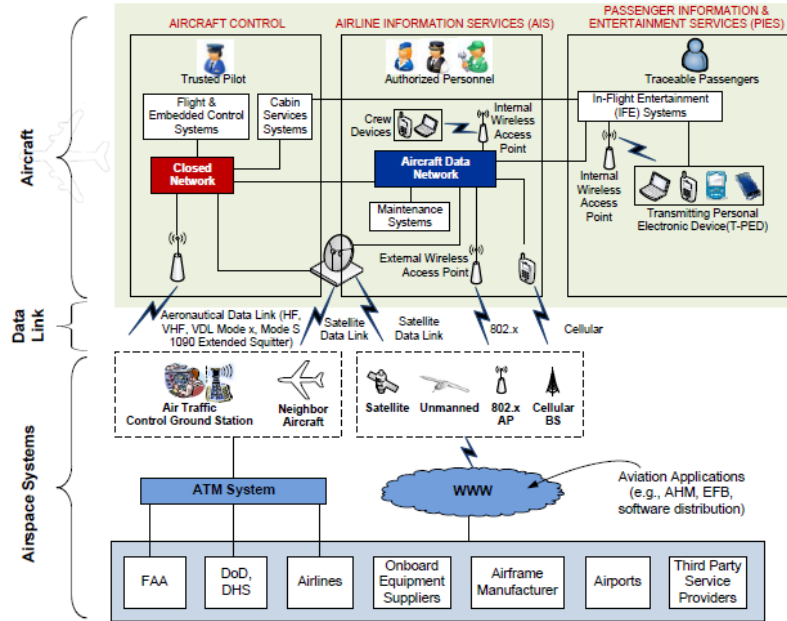 AIRCRAFT CONTROL
AIRLINE INFORMATION SERVICES (AIS)
PASSENGER INFORMATION &
ENTERTAINMENT SERVICES (PIES)
Trusted Pilot
Authorized Personnel
Traceable Passengers
Flight &
Embedded Control
Systems
Cabin
Services
Systems
Crew
Devices
Internal
Wireless
Access
Point
In-Flight Entertainment
(IFE) Systems
Closed
Network
Aircraft Data
Network
Internal
Wireless
Access
Point
Maintenance
Systems
Transmitting Personal
Electronic Device(T-PED)
External Wireless
Access Point
Aircraft
Data
Link
Aeronautical Data Link (HF,
VHF, VDL Mode x, Mode S
1090 Extended Squitter)
Satellite
Data Link
Satellite
Data Link
802.x
Cellular
Airspace Systems
Air Traffic
Control Ground Station
Neighbor
Aircraft
Satellite
Unmanned
802.x
AP
Cellular
BS
ATM System
WWW
Aviation Applications
(e.g., AHM, EFB,
software distribution)
FAA
DoD,
DHS
Airlines
Onboard
Equipment
Suppliers
Airframe
Manufacturer
Airports
Third Party
Service
Providers